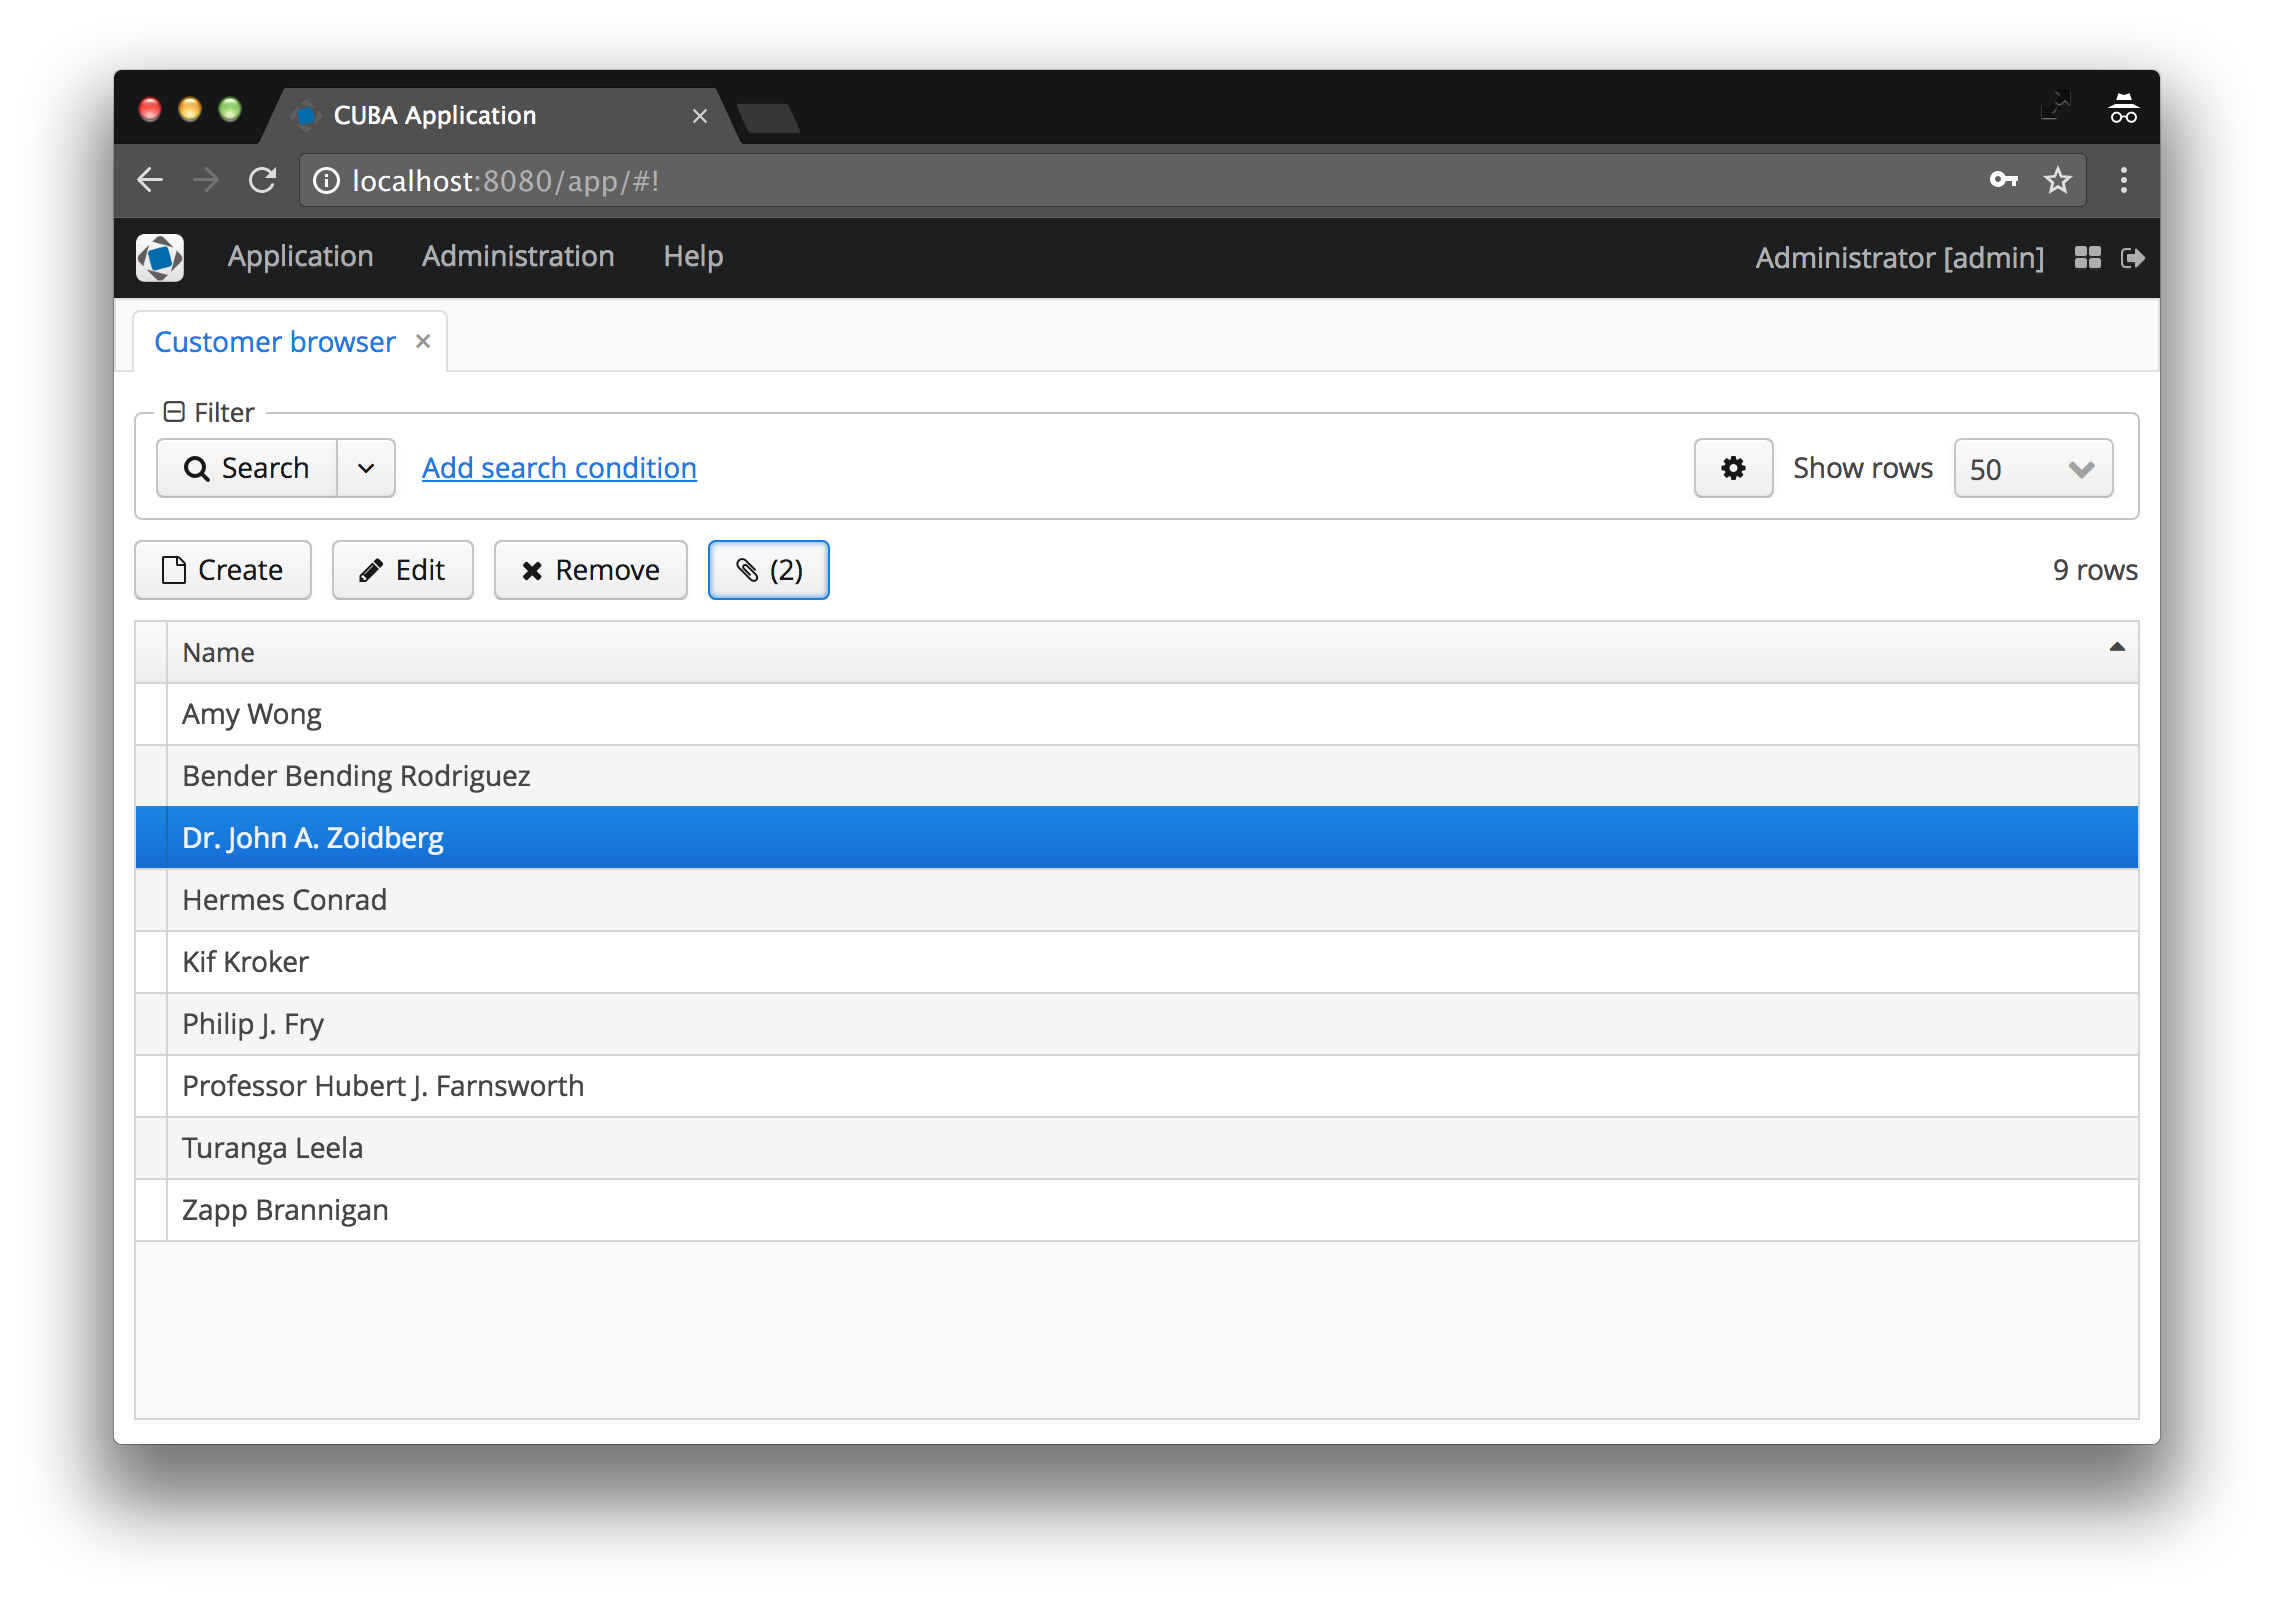 CUBA Application
localhost:8080/app/#!
Application Administration Help Administrator [admin]
Customer browser
Filter
Search Add search condition Show rows 50
Create Edit Remove (2) 9 rows
Name
Amy Wong
Bender Bending Rodriguez
Dr. John A. Zoidberg
Hermes Conrad
Kif Kroker
Philip J. Fry
Professor Hubert J. Farnsworth
Turanga Leela
Zapp Brannigan